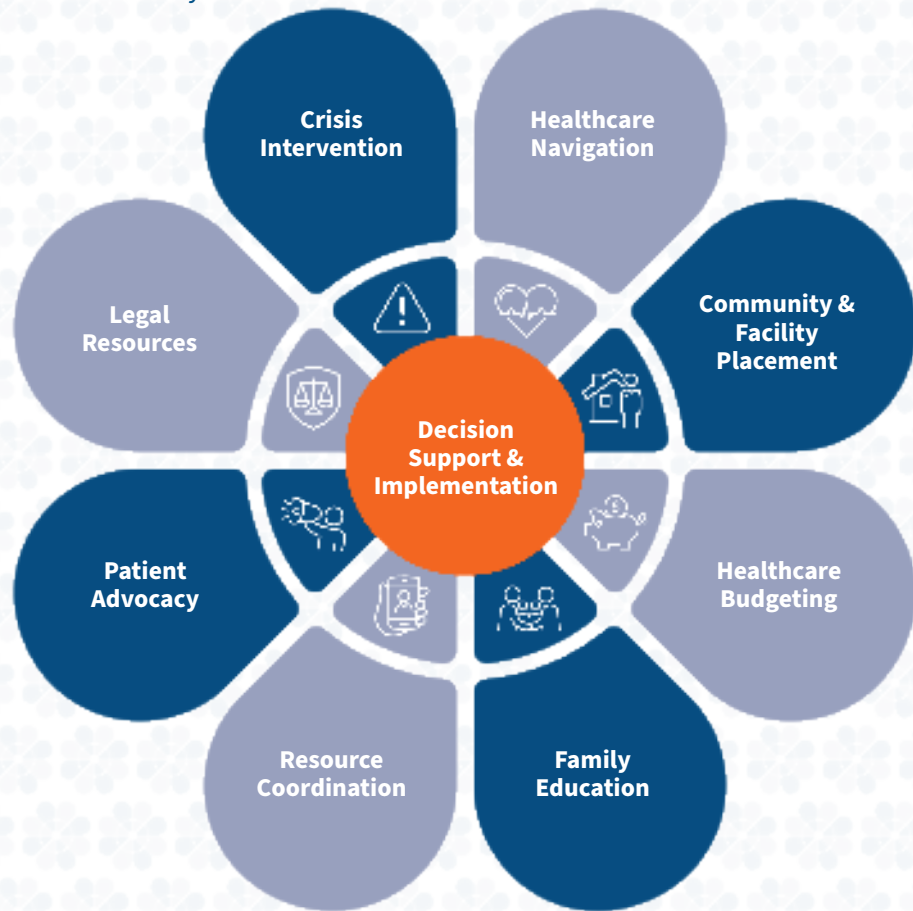 Crisis
Intervention
Healthcare
Navigation
Legal
Resources
Community &
Facility
Placement
Decision
Support &
Implementation
Patient
Advocacy
Healthcare
Budgeting
Resource
Coordination
Family
Education